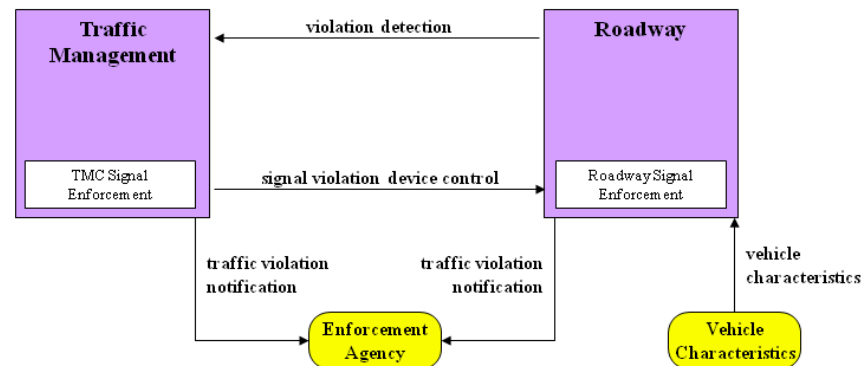 Traffic
Management
violation detection
Roadway
TMC Signal
Enforcement
signal violation device control
Roadway Signal
Enforcement
traffic violation
notification
traffic violation
notification
vehicle
characteristics
Enforcement
Agency
Vehicle
Characteristics